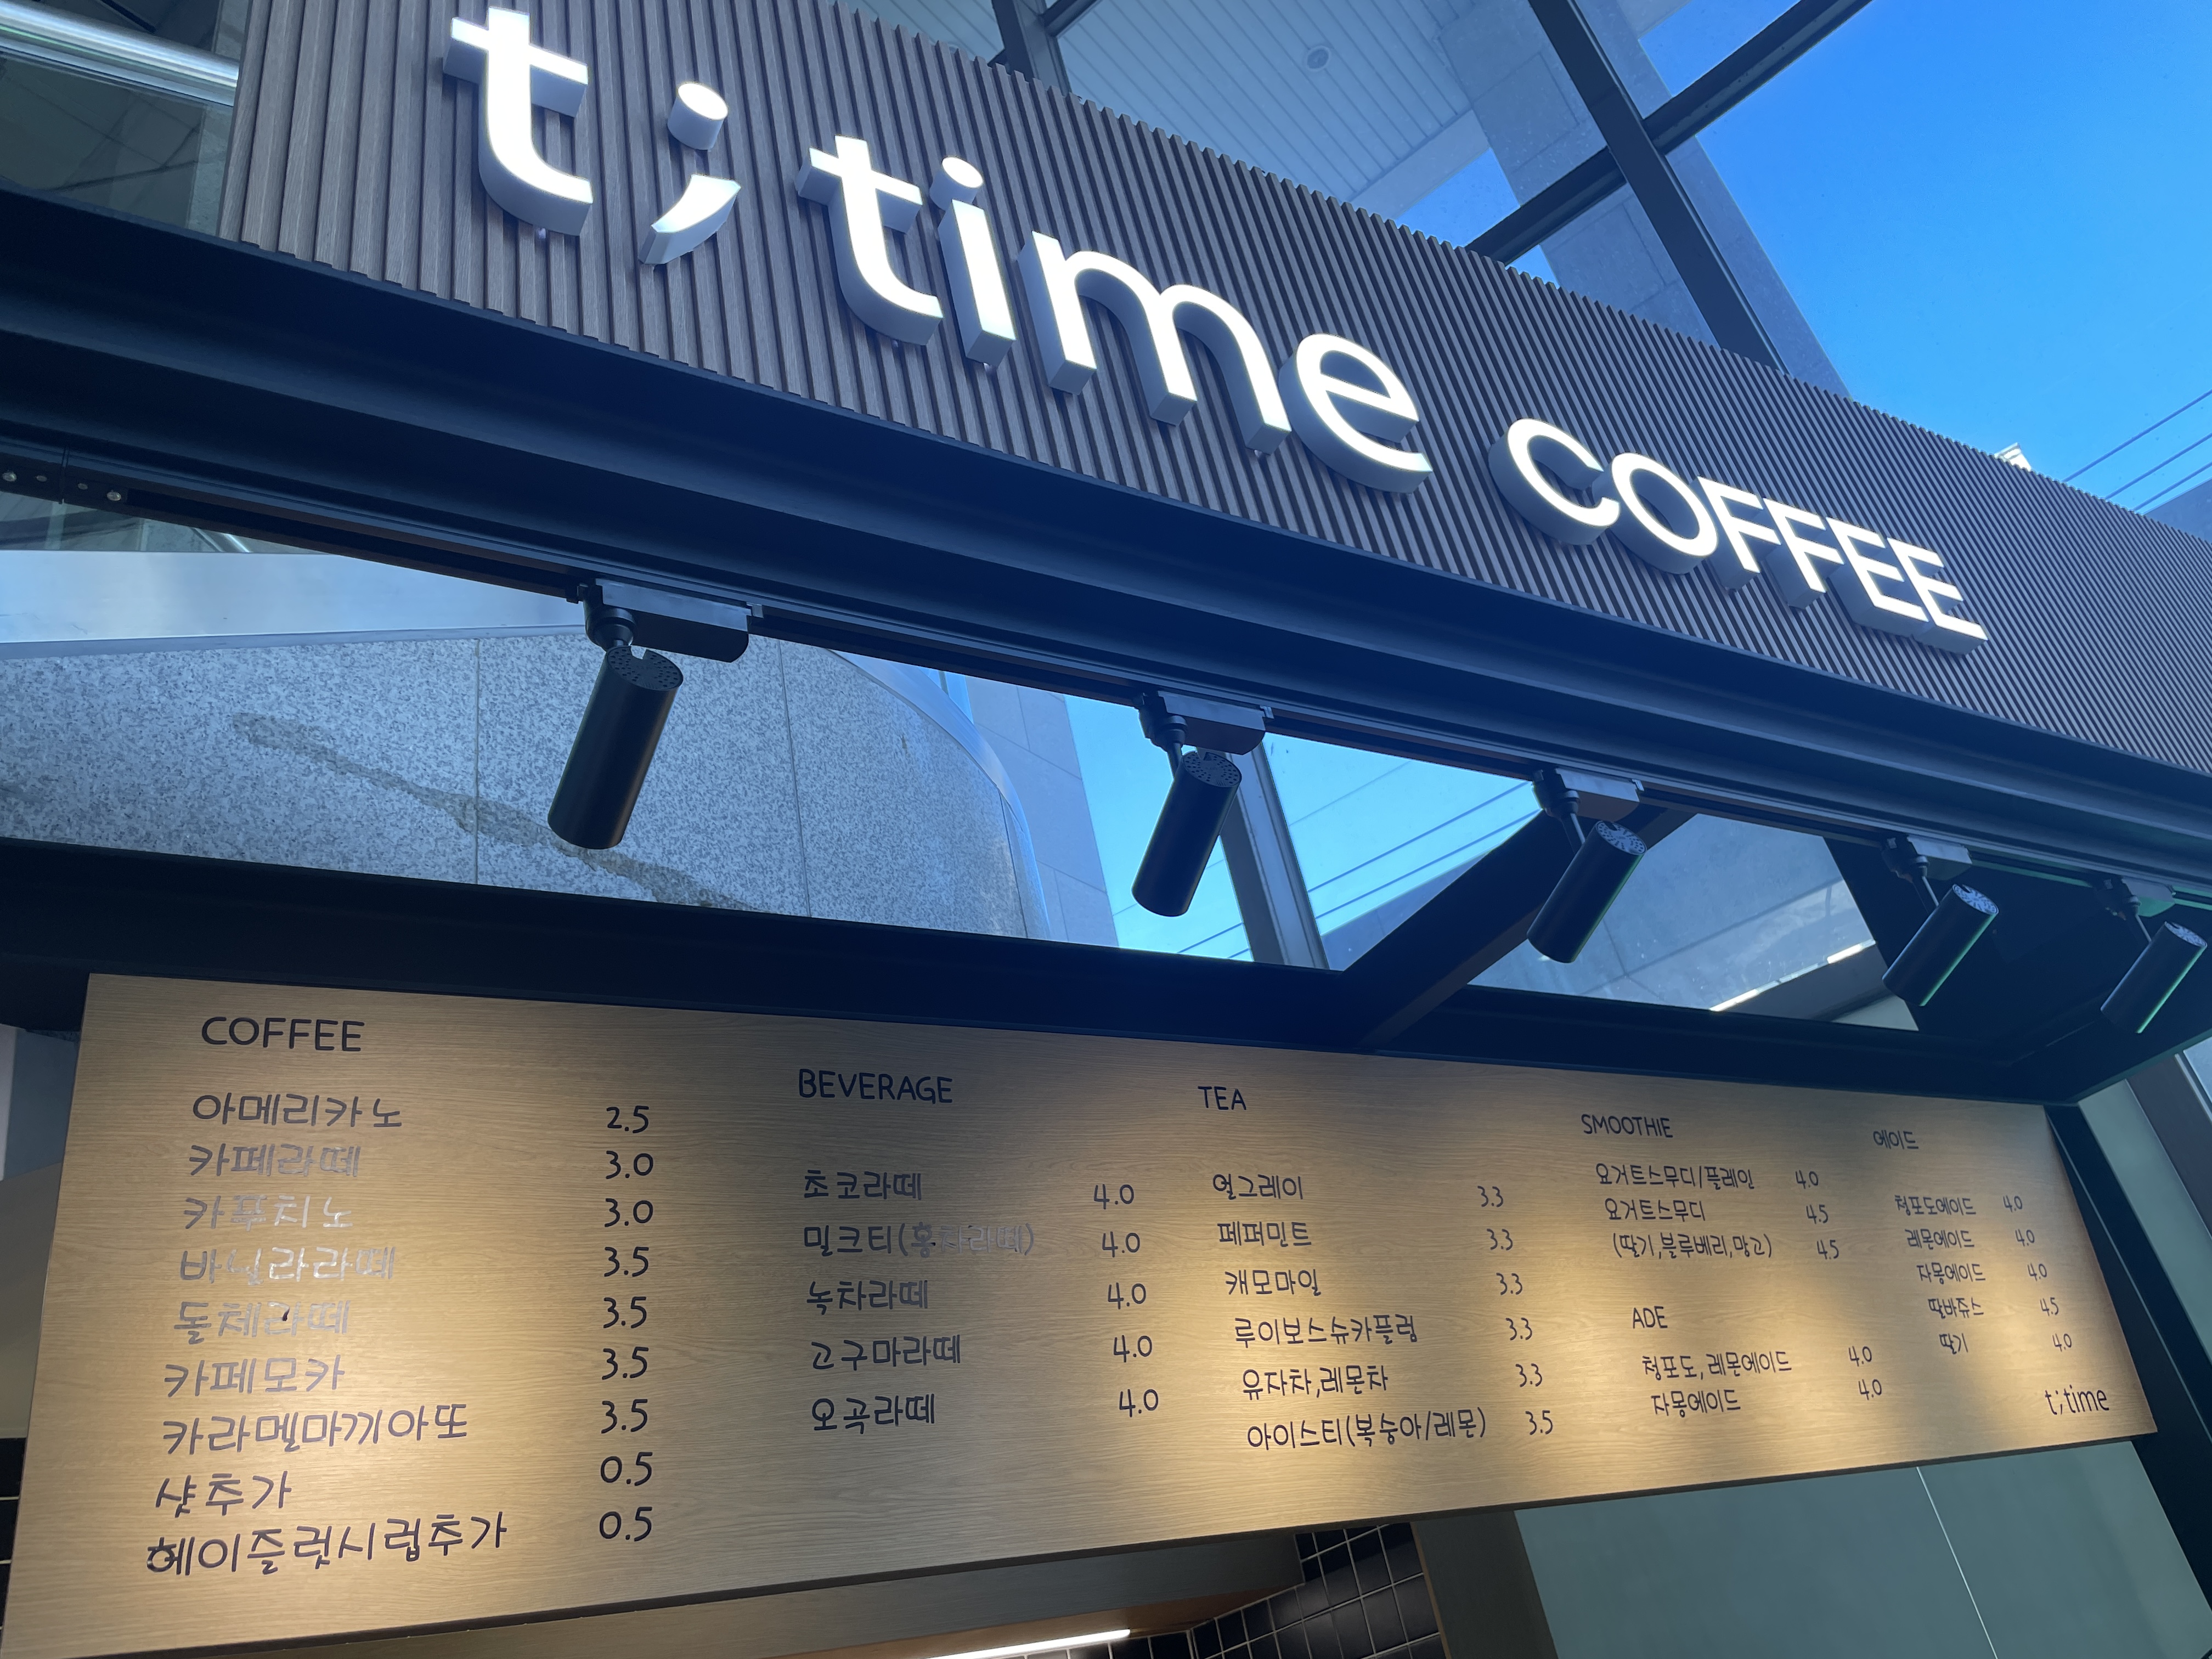 t;time COFFEE
COFFEE
아메리카노 2.5
카페라떼 3.0
카푸치노 3.0
바닐라라떼 3.5
돌체라떼 3.5
카페모카 3.5
카라멜마끼아또 3.5
샷추가 0.5
헤이즐럿시럽추가 0.5
BEVERAGE
초코라떼 4.0
밀크티(홍차라떼) 4.0
녹차라떼 4.0
고구마라떼 4.0
오곡라떼 4.0
TEA
얼그레이 3.3
페퍼민트 3.3
캐모마일 3.3
루이보스슈카플럼 3.3
유자차,레몬차 3.3
아이스티(복숭아/레몬) 3.5
SMOOTHIE
요거트스무디/플레인 4.0
요거트스무디 4.5
(딸기,블루베리,망고) 4.5
ADE
청포도,레몬에이드 4.0
자몽에이드 4.0
에이드
청포도에이드 4.0
레몬에이드 4.0
자몽에이드 4.0
딸바쥬스 4.5
딸기 4.0
t;time